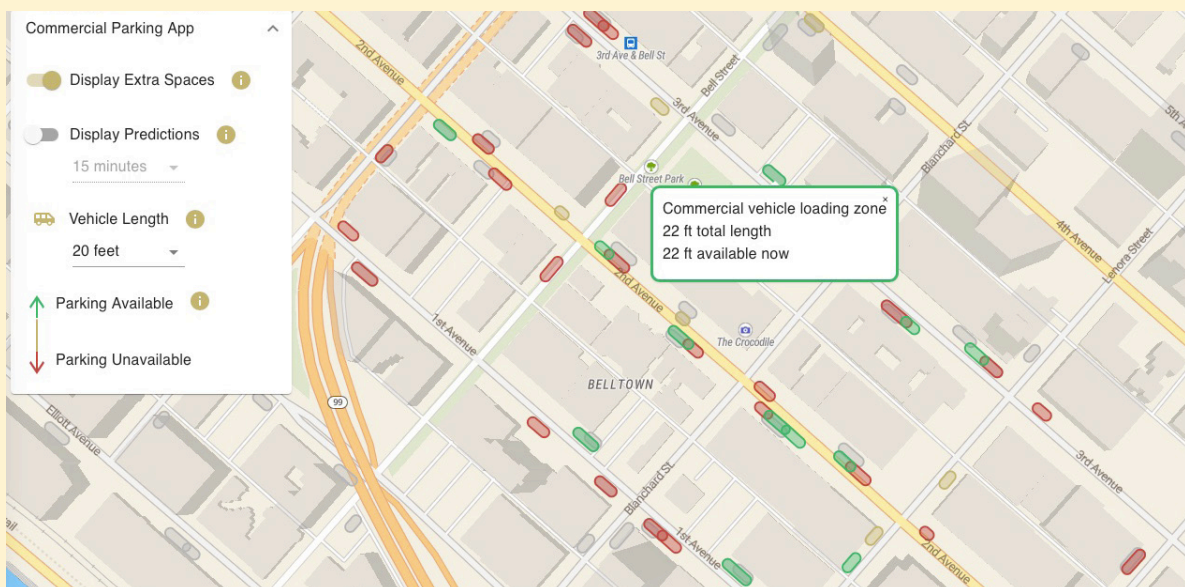 Commercial Parking App
Display Extra Spaces
Display Predictions
15 minutes
Vehicle Length
20 feet
Parking Available
Parking Unavailable
2nd Avenue
3rd Ave & Bell St
Bell Street
3rd Avenue
Blanchard St.
5th A
Bell Street Park
Commercial vehicle loading zone
×
22 ft total length
22 ft available now
4th Avenue
Lenora Street
2nd Avenue
The Crocodile
1st Avenue
BELLTOWN
99
Elliott Avenue
Blanchard St.
3rd Avenue
1st Avenue
2nd Avenue